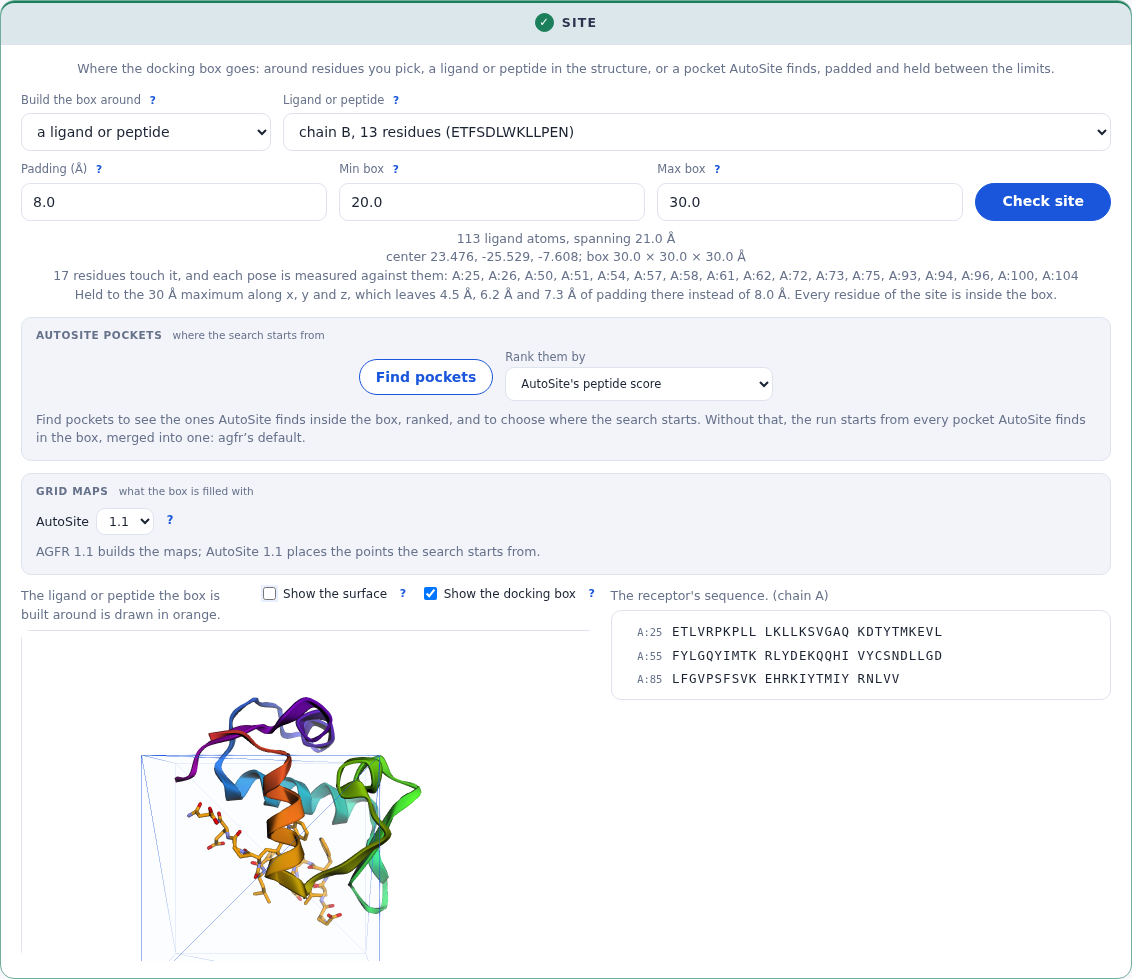 ✓ SITE
Where the docking box goes: around residues you pick, a ligand or peptide in the structure, or a pocket AutoSite finds, padded and held between the limits.
Build the box around ? Ligand or peptide ?
a ligand or peptide chain B, 13 residues (ETFSDLWKLLPEN)
Padding (Å) ? Min box ? Max box ?
8.0 20.0 30.0 Check site
113 ligand atoms, spanning 21.0 Å
center 23.476, -25.529, -7.608; box 30.0 × 30.0 × 30.0 Å
17 residues touch it, and each pose is measured against them: A:25, A:26, A:50, A:51, A:54, A:57, A:58, A:61, A:62, A:72, A:73, A:75, A:93, A:94, A:96, A:100, A:104
Held to the 30 Å maximum along x, y and z, which leaves 4.5 Å, 6.2 Å and 7.3 Å of padding there instead of 8.0 Å. Every residue of the site is inside the box.
AUTOSITE POCKETS where the search starts from
Rank them by
Find pockets AutoSite's peptide score
Find pockets to see the ones AutoSite finds inside the box, ranked, and to choose where the search starts. Without that, the run starts from every pocket AutoSite finds
in the box, merged into one: agfr’s default.
GRID MAPS what the box is filled with
AutoSite 1.1 ?
AGFR 1.1 builds the maps; AutoSite 1.1 places the points the search starts from.
The ligand or peptide the box is
built around is drawn in orange.
Show the surface ? Show the docking box ?
The receptor's sequence. (chain A)
A:25 ETLVRPKPLL LKLLKSVGAQ KDTYTMKEVL
A:55 FYLGQYIMTK RLYDEKQQHI VYCSNDLLGD
A:85 LFGVPSFSVK EHRKIYTMIY RNLVV